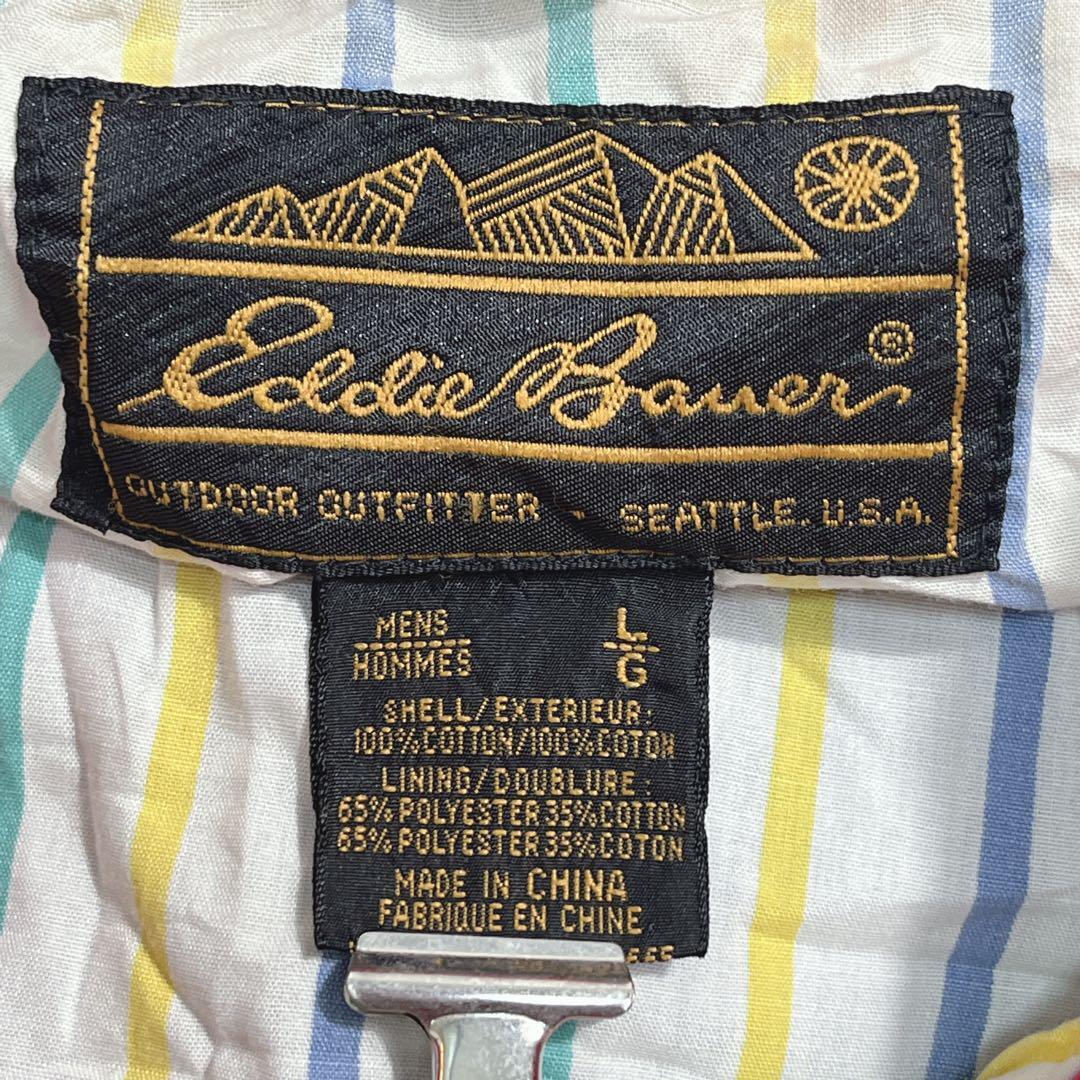 Eddie Bauer ®
OUTDOOR OUTFITTER - SEATTLE. U.S.A.
MENS
HOMMES
L
G
SHELL/EXTERIEUR:
100%COTTON/100%COTON
LINING/DOUBLURE:
65%POLYESTER 35%COTTON
65%POLYESTER 35%COTON
MADE IN CHINA
FABRIQUE EN CHINE